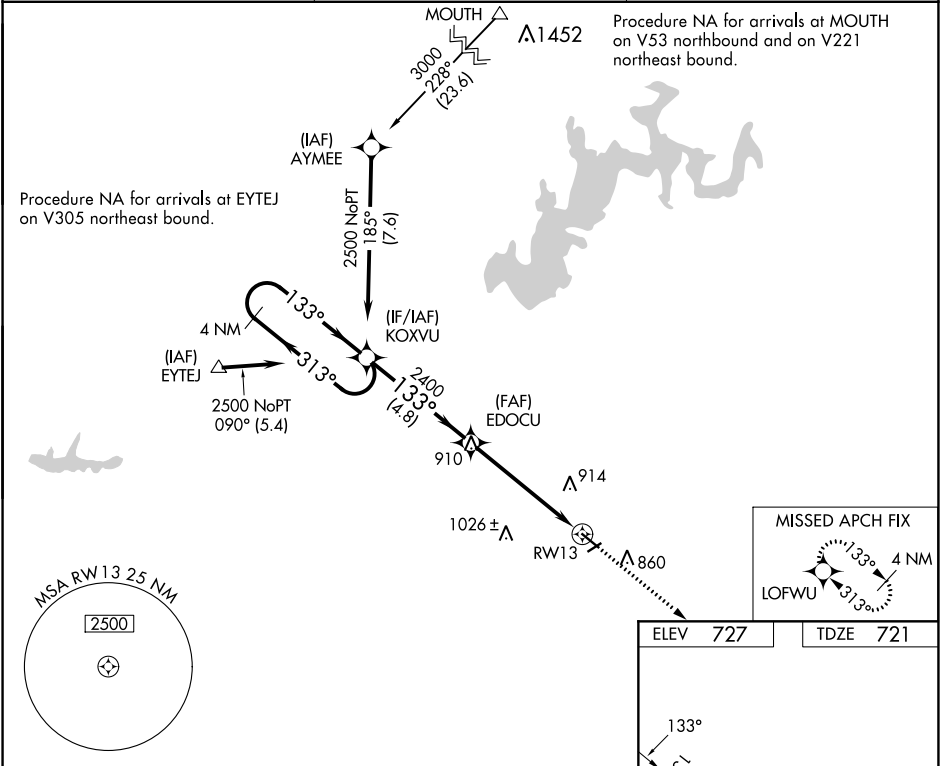 MOUTH
1452
Procedure NA for arrivals at MOUTH
on V53 northbound and on V221
northeast bound.
3000
228°
(23.6)
(IAF)
AYMEE
Procedure NA for arrivals at EYTEJ
on V305 northeast bound.
2500 NoPT
185°
(7.6)
133°
4 NM
313°
(IF/IAF)
KOXVU
(IAF)
EYTEJ
2500 NoPT
090° (5.4)
2400
133°
(4.8)
(FAF)
EDOCU
910
914
1026 ±
RW13
860
MISSED APCH FIX
133°
4 NM
LOFWU
313°
MSA RW13 25 NM
2500
ELEV 727
TDZE 721
133°